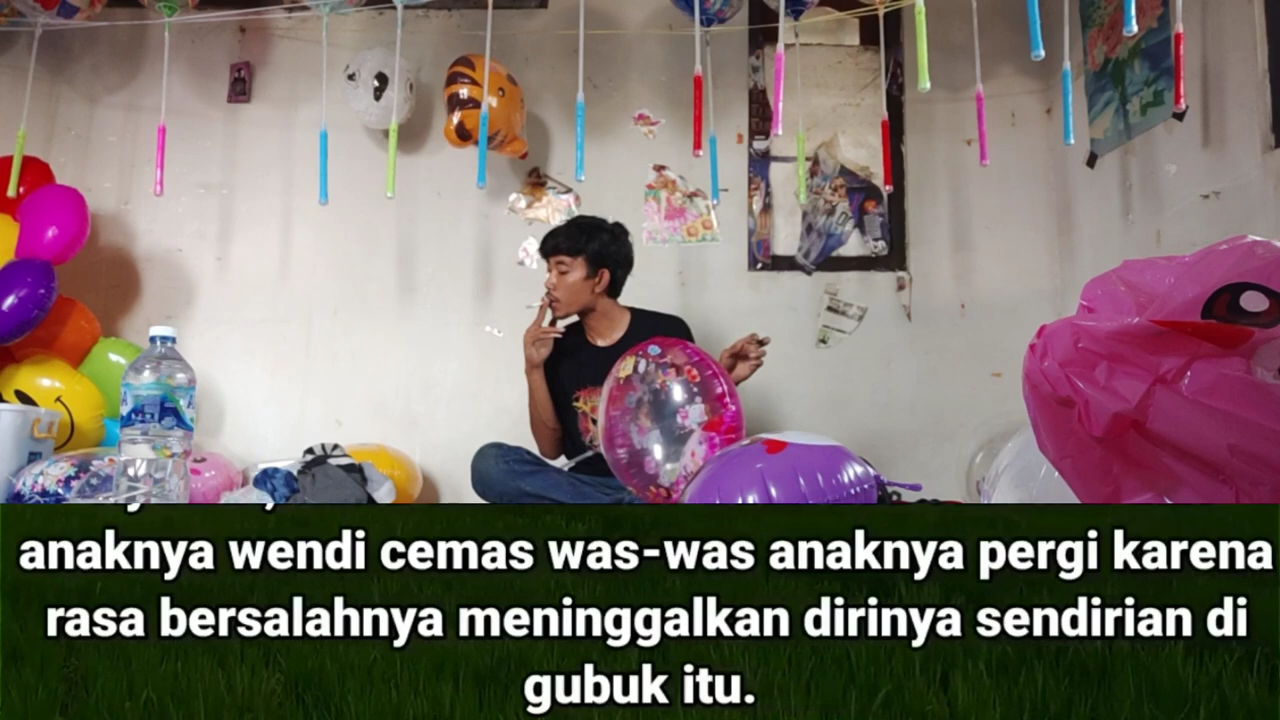 anaknya wendi cemas was-was anaknya pergi karena
rasa bersalahnya meninggalkan dirinya sendirian di
gubuk itu.